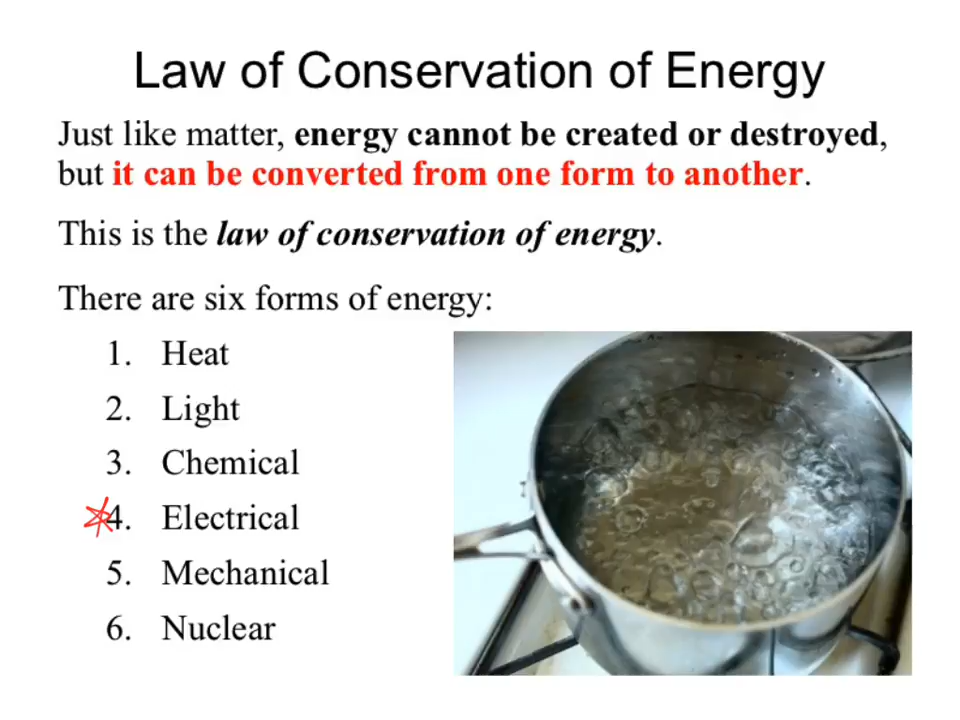 Law of Conservation of Energy
Just like matter, energy cannot be created or destroyed,
but it can be converted from one form to another.
This is the law of conservation of energy.
There are six forms of energy:
1. Heat
2. Light
3. Chemical
4. Electrical
5. Mechanical
6. Nuclear